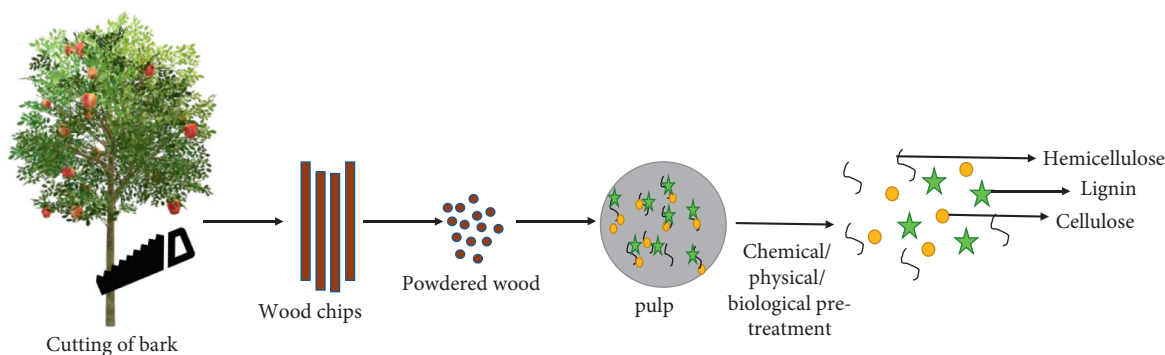 Cutting of bark
Wood chips
Powdered wood
pulp
Chemical/
physical/
biological pre-
treatment
Hemicellulose
Lignin
Cellulose